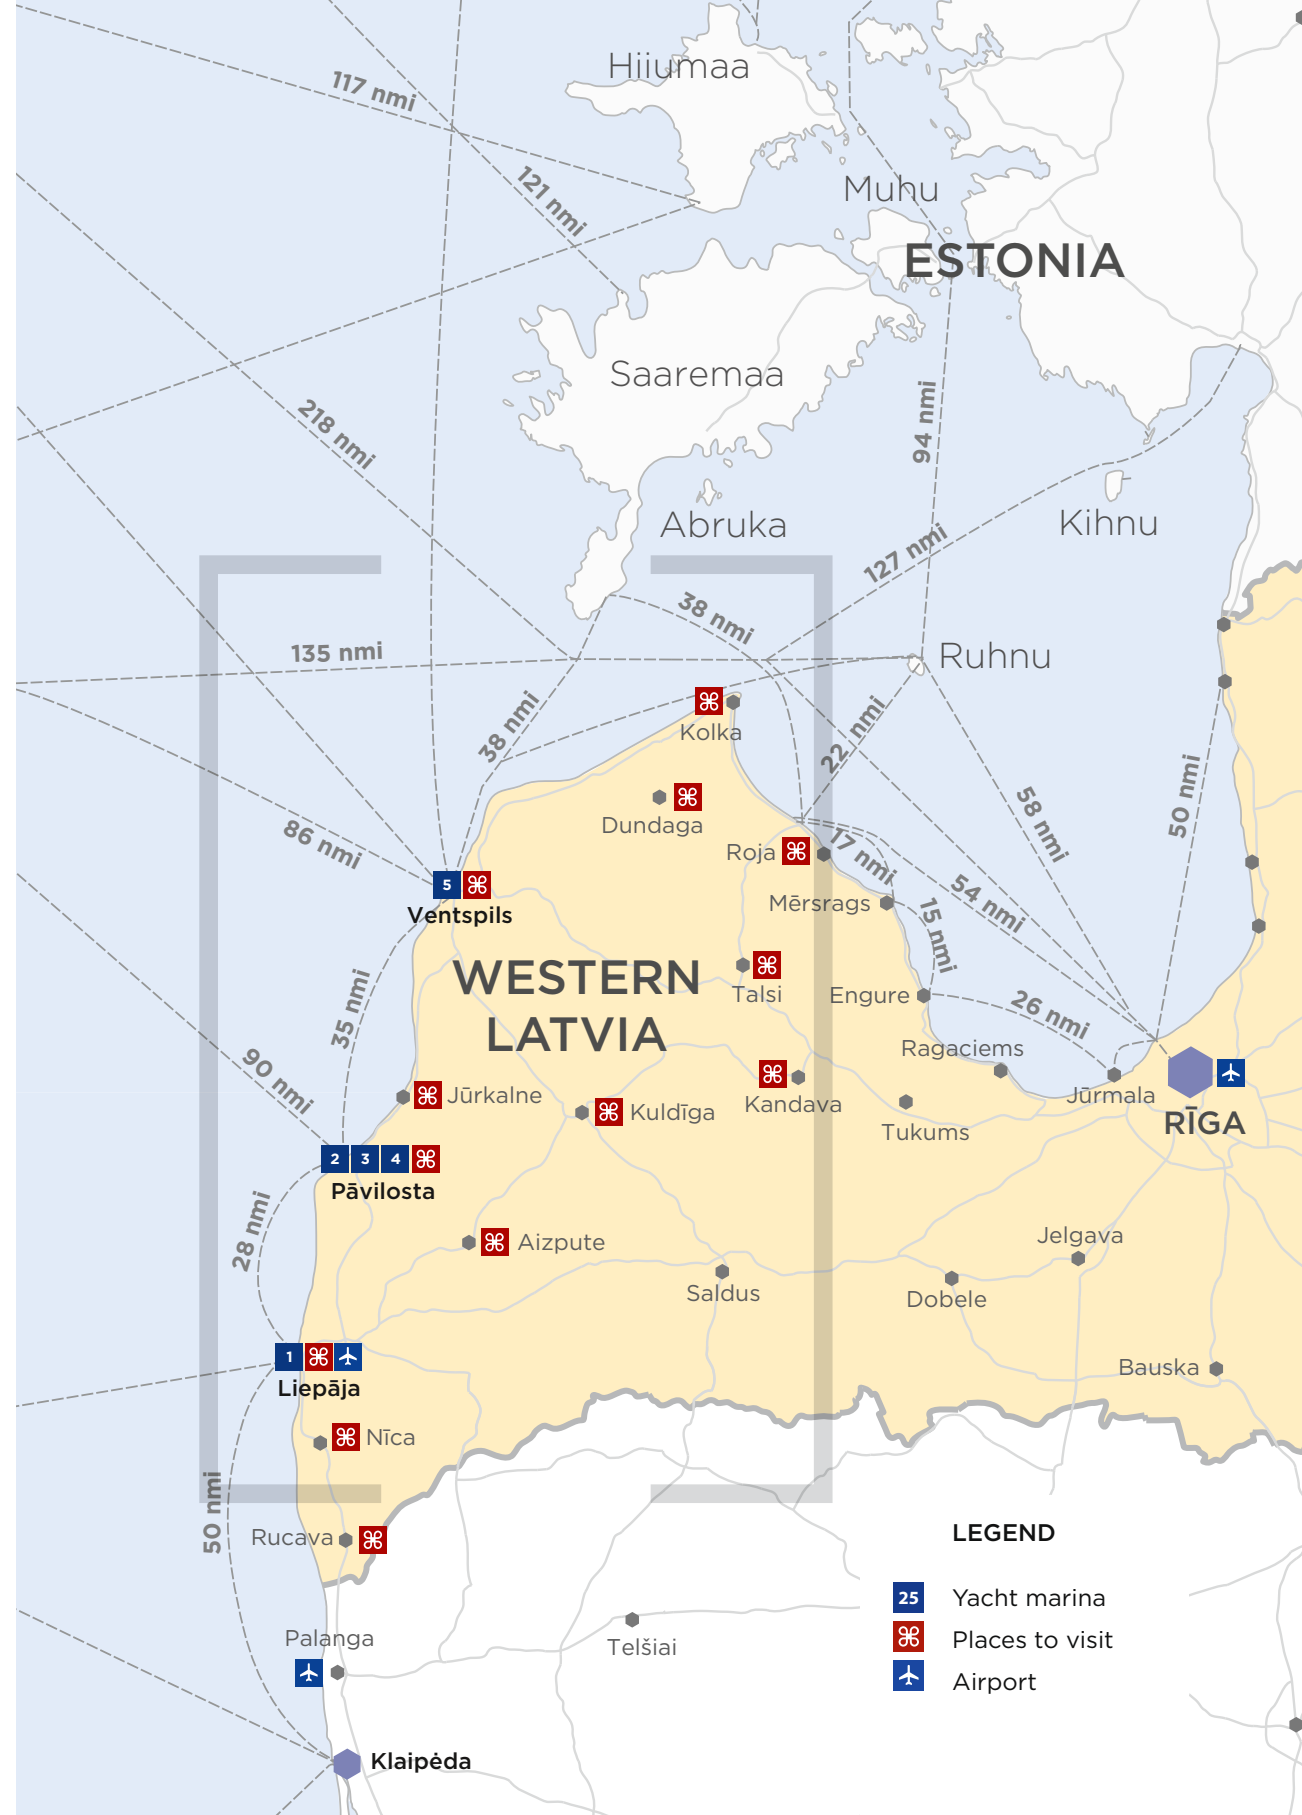 Hiiumaa
117 nmi
121 nmi
Muhu
ESTONIA
Saaremaa
218 nmi
94 nmi
Abruka
Kihnu
127 nmi
38 nmi
135 nmi
Ruhnu
38 nmi
Kolka
22 nmi
50 nmi
Dundaga
58 nmi
86 nmi
Roja
17 nmi
5
Ventspils
Mērsrags
54 nmi
15 nmi
WESTERN
LATVIA
Talsi
Engure
35 nmi
26 nmi
90 nmi
Ragaciems
Jūrkalne
Kuldīga
Kandava
Jūrmala
Tukums
RĪGA
2 3 4
Pāvilosta
28 nmi
Aizpute
Jelgava
Saldus
Dobele
1
Liepāja
Bauska
Nīca
50 nmi
Rucava
LEGEND
25 Yacht marina
Places to visit
Airport
Palanga
Telšiai
Klaipėda